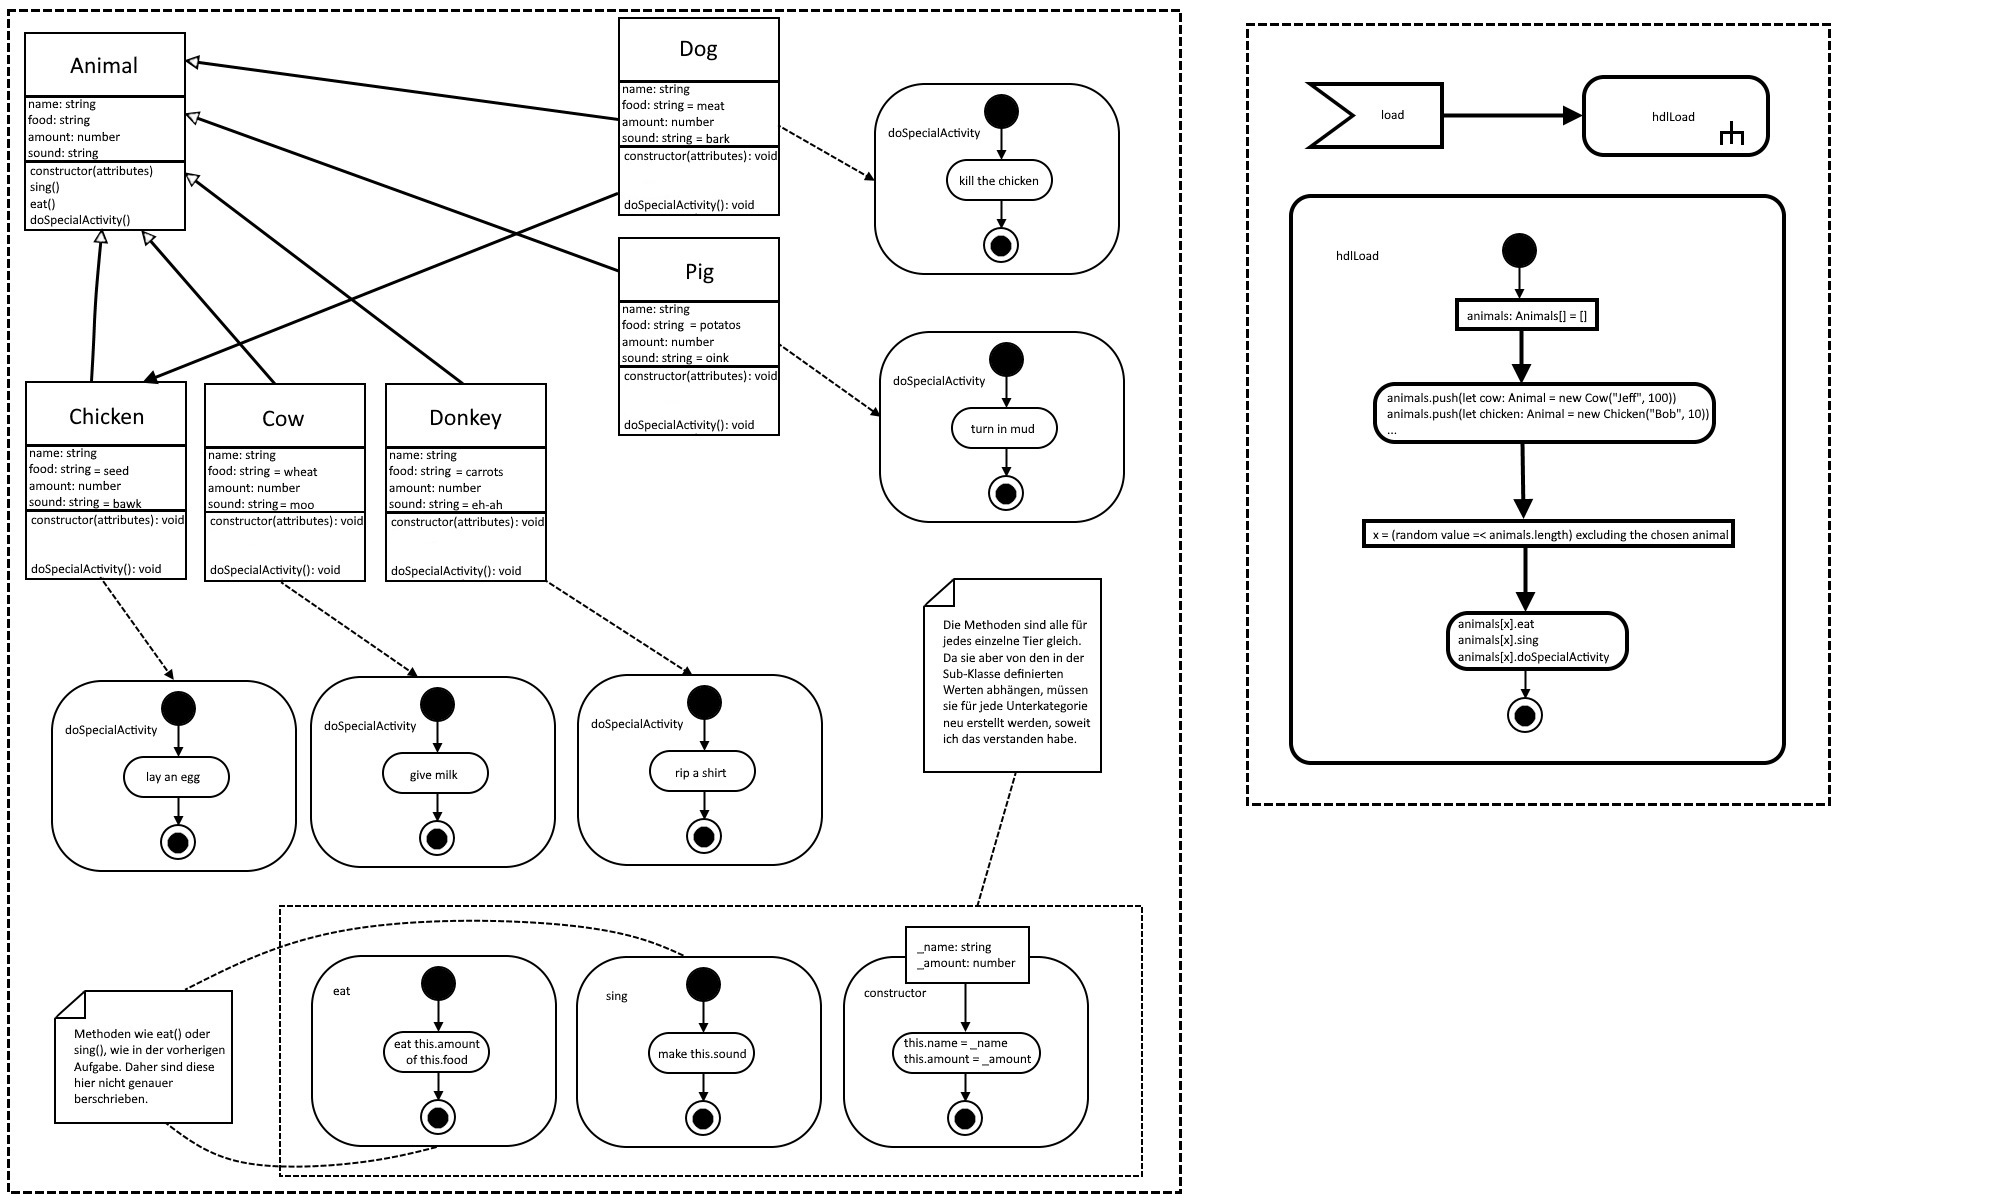 Animal
name: string
food: string
amount: number
sound: string
constructor(attributes)
sing()
eat()
doSpecialActivity()
Dog
name: string
food: string = meat
amount: number
sound: string = bark
constructor(attributes): void
doSpecialActivity(): void
doSpecialActivity
kill the chicken
Pig
name: string
food: string = potatos
amount: number
sound: string = oink
constructor(attributes): void
doSpecialActivity(): void
doSpecialActivity
turn in mud
Chicken
name: string
food: string = seed
amount: number
sound: string = bawk
constructor(attributes): void
doSpecialActivity(): void
Cow
name: string
food: string = wheat
amount: number
sound: string = moo
constructor(attributes): void
doSpecialActivity(): void
Donkey
name: string
food: string = carrots
amount: number
sound: string = eh-ah
constructor(attributes): void
doSpecialActivity(): void
doSpecialActivity
lay an egg
doSpecialActivity
give milk
doSpecialActivity
rip a shirt
Die Methoden sind alle für
jedes einzelne Tier gleich.
Da sie aber von den in der
Sub-Klasse definierten
Werten abhängen, müssen
sie für jede Unterkategorie
neu erstellt werden, soweit
ich das verstanden habe.
Methoden wie eat() oder
sing(), wie in der vorherigen
Aufgabe. Daher sind diese
hier nicht genauer
berschrieben.
eat
eat this.amount
of this.food
sing
make this.sound
_name: string
_amount: number
constructor
this.name = _name
this.amount = _amount
load
hdlLoad
hdlLoad
animals: Animals[] = []
animals.push(let cow: Animal = new Cow("Jeff", 100))
animals.push(let chicken: Animal = new Chicken("Bob", 10))
...
x = (random value =< animals.length) excluding the chosen animal
animals[x].eat
animals[x].sing
animals[x].doSpecialActivity